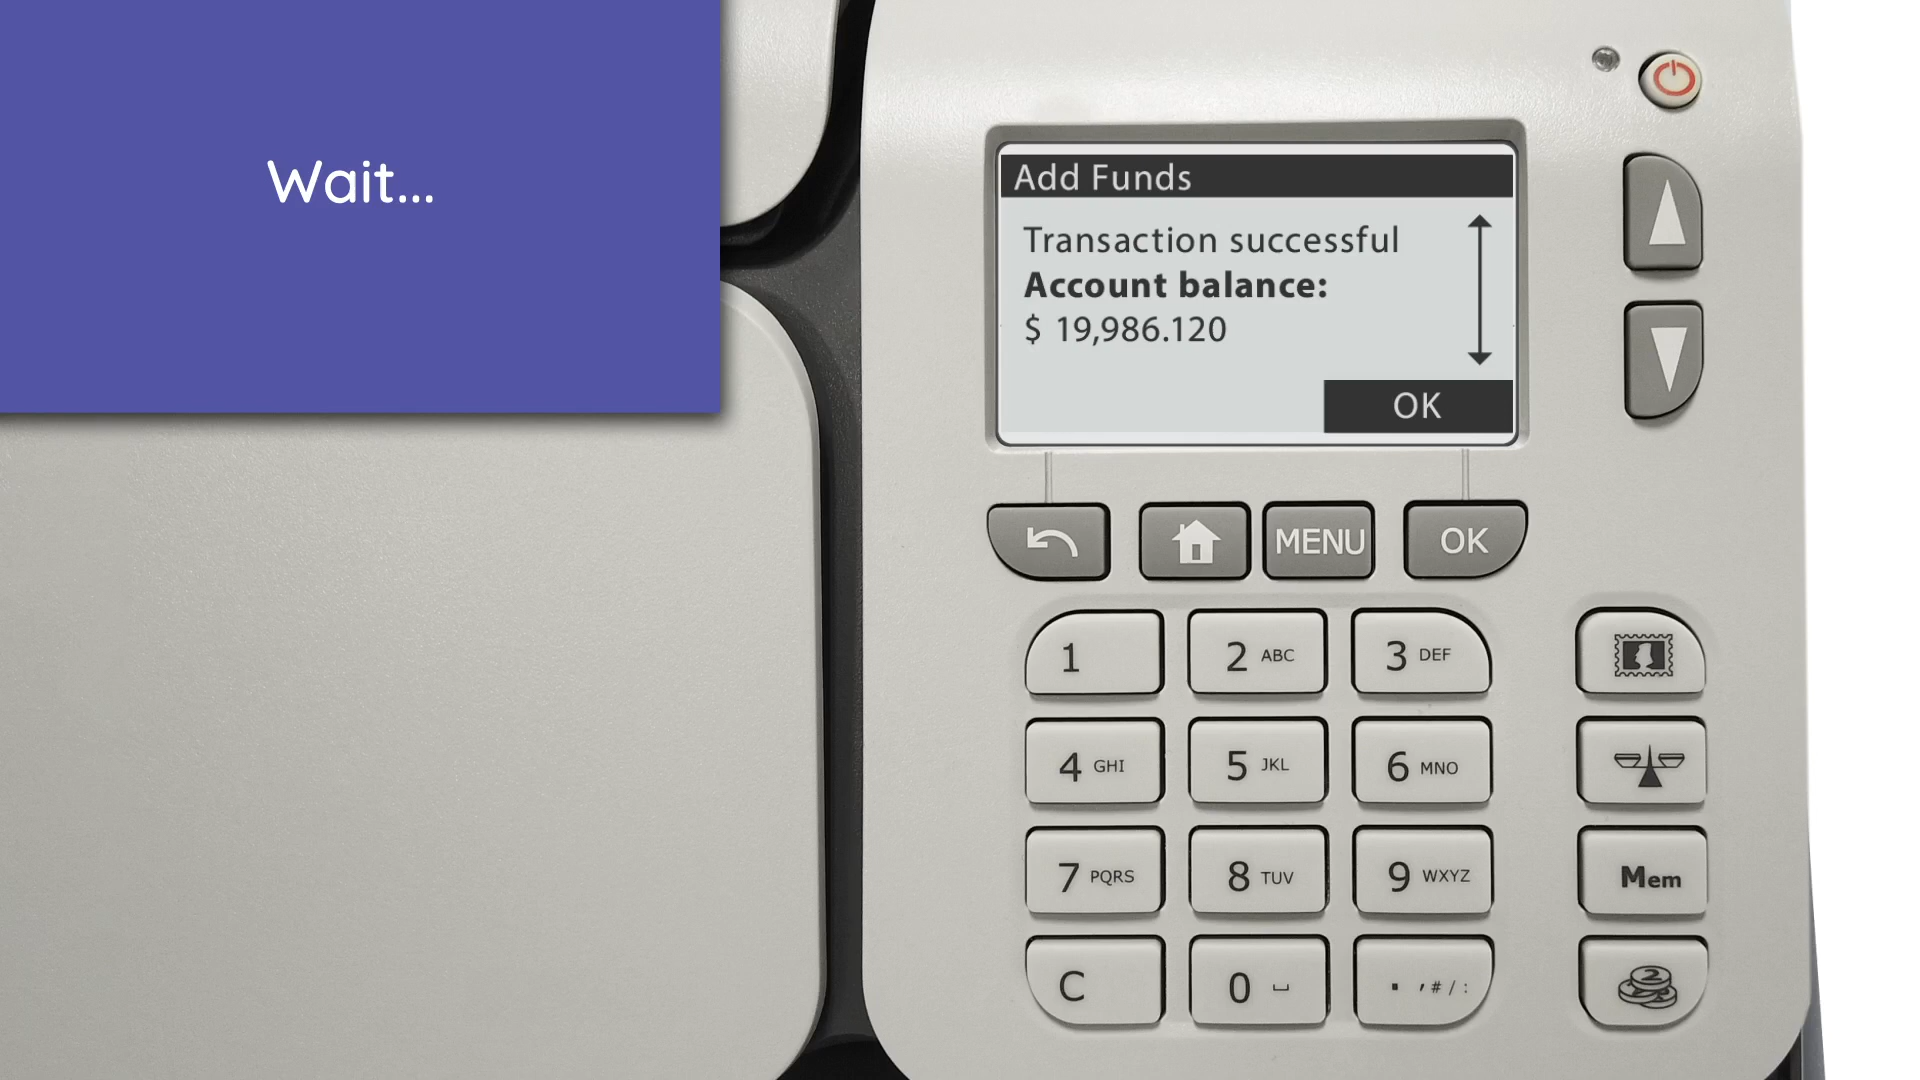 Wait...
Add Funds
Transaction successful
Account balance:
$ 19,986.120
OK
MENU
OK
1
2 ABC
3 DEF
4 GHI
5 JKL
6 MNO
7 PQRS
8 TUV
9 WXYZ
Mem
C
0 ⎵
. ,#/:
2